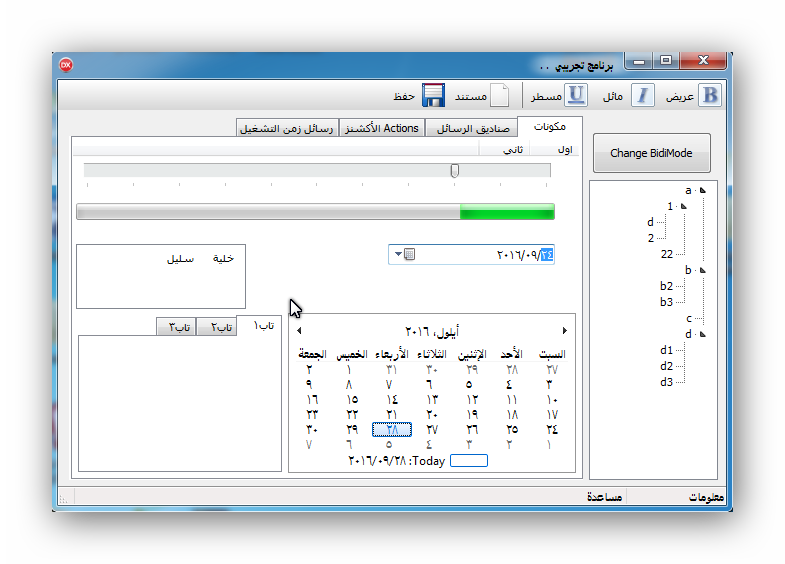 برنامج تجريبي ..
DX
B عريض I مائل U مسطر مستند حفظ
Change BidiMode
مكونات صناديق الرسائل Actions الأكشنز رسائل زمن التشغيل
اول ثاني
a
1
d
2
22
b
b2
b3
c
d
d1
d2
d3
٢٠١٦/٠٩/٢٤
خلية سليل
تاب١ تاب٢ تاب٣
أيلول، ٢٠١٦
السبت الأحد الإثنين الثلاثاء الأربعاء الخميس الجمعة
٢٧ ٢٨ ٢٩ ٣٠ ٣١ ١ ٢
٣ ٤ ٥ ٦ ٧ ٨ ٩
١٠ ١١ ١٢ ١٣ ١٤ ١٥ ١٦
١٧ ١٨ ١٩ ٢٠ ٢١ ٢٢ ٢٣
٢٤ ٢٥ ٢٦ ٢٧ ٢٨ ٢٩ ٣٠
١ ٢ ٣ ٤ ٥ ٦ ٧
Today: ٢٠١٦/٠٩/٢٨
معلومات مساعدة